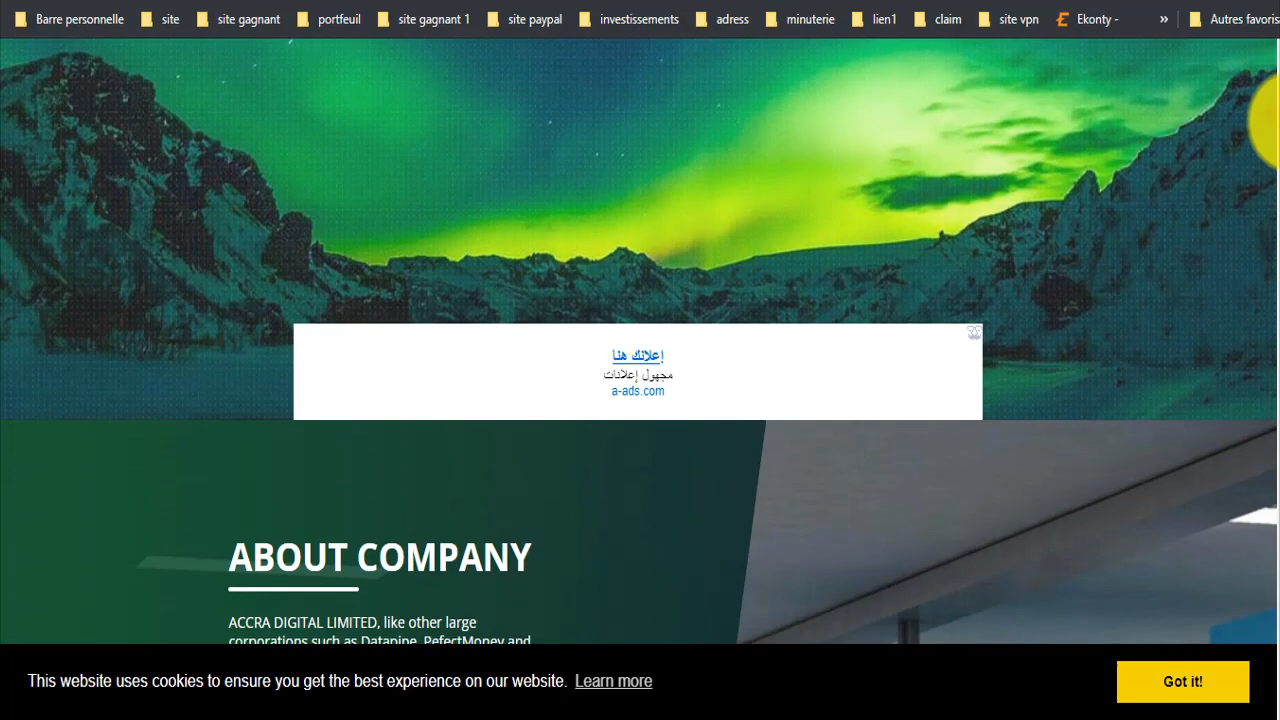 Barre personnelle site site gagnant portfeuil site gagnant 1 site paypal investissements adress minuterie lien1 claim site vpn Ekonty - » Autres favoris
إعلانك هنا
مجهول إعلانات
a-ads.com
ABOUT COMPANY
ACCRA DIGITAL LIMITED, like other large
corporations such as Datapine, PefectMoney and
This website uses cookies to ensure you get the best experience on our website. Learn more
Got it!